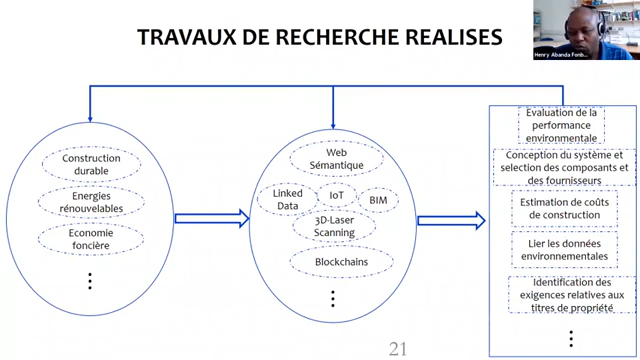 TRAVAUX DE RECHERCHE REALISES
Henry Abanda Fonb...
Construction
durable
Energies
rénouvelables
Economie
foncière
Web
Sémantique
Linked
Data
IoT
BIM
3D-Laser
Scanning
Blockchains
Evaluation de la
performance
environmentale
Conception du système et
selection des composants et
des fournisseurs
Estimation de coûts
de construction
Lier les données
environnementales
Identification des
exigences relatives aux
titres de propriété
21